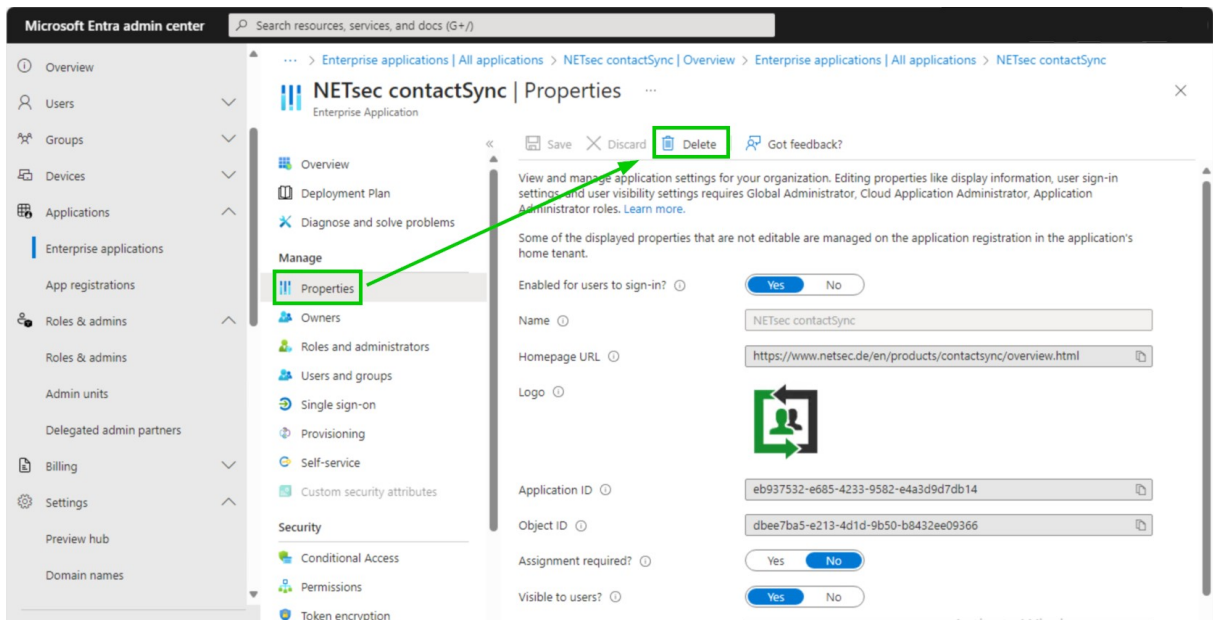 Microsoft Entra admin center
Search resources, services, and docs (G+/)
Overview
Users
Groups
Devices
Applications
Enterprise applications
App registrations
Roles & admins
Roles & admins
Admin units
Delegated admin partners
Billing
Settings
Preview hub
Domain names
··· > Enterprise applications | All applications > NETsec contactSync | Overview > Enterprise applications | All applications > NETsec contactSync
NETsec contactSync | Properties ···
Enterprise Application
Overview
Deployment Plan
Diagnose and solve problems
Manage
Properties
Owners
Roles and administrators
Users and groups
Single sign-on
Provisioning
Self-service
Custom security attributes
Security
Conditional Access
Permissions
Token encryption
Save Discard Delete Got feedback?
View and manage application settings for your organization. Editing properties like display information, user sign-in
settings, and user visibility settings requires Global Administrator, Cloud Application Administrator, Application
Administrator roles. Learn more.
Some of the displayed properties that are not editable are managed on the application registration in the application's
home tenant.
Enabled for users to sign-in? Yes No
Name NETsec contactSync
Homepage URL https://www.netsec.de/en/products/contactsync/overview.html
Logo
Application ID eb937532-e685-4233-9582-e4a3d9d7db14
Object ID dbee7ba5-e213-4d1d-9b50-b8432ee09366
Assignment required? Yes No
Visible to users? Yes No